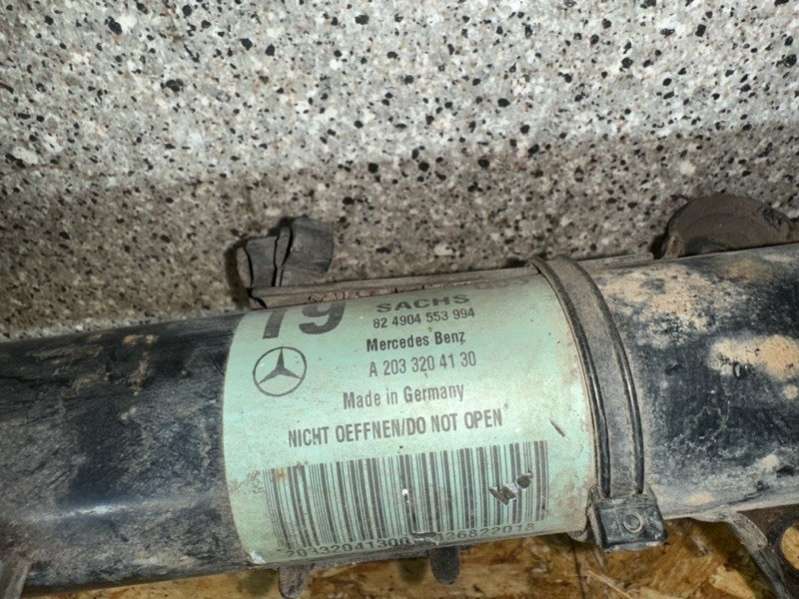 19
SACHS
82 4904 553 994
Mercedes Benz
A 203 320 41 30
Made in Germany
NICHT OEFFNEN/DO NOT OPEN